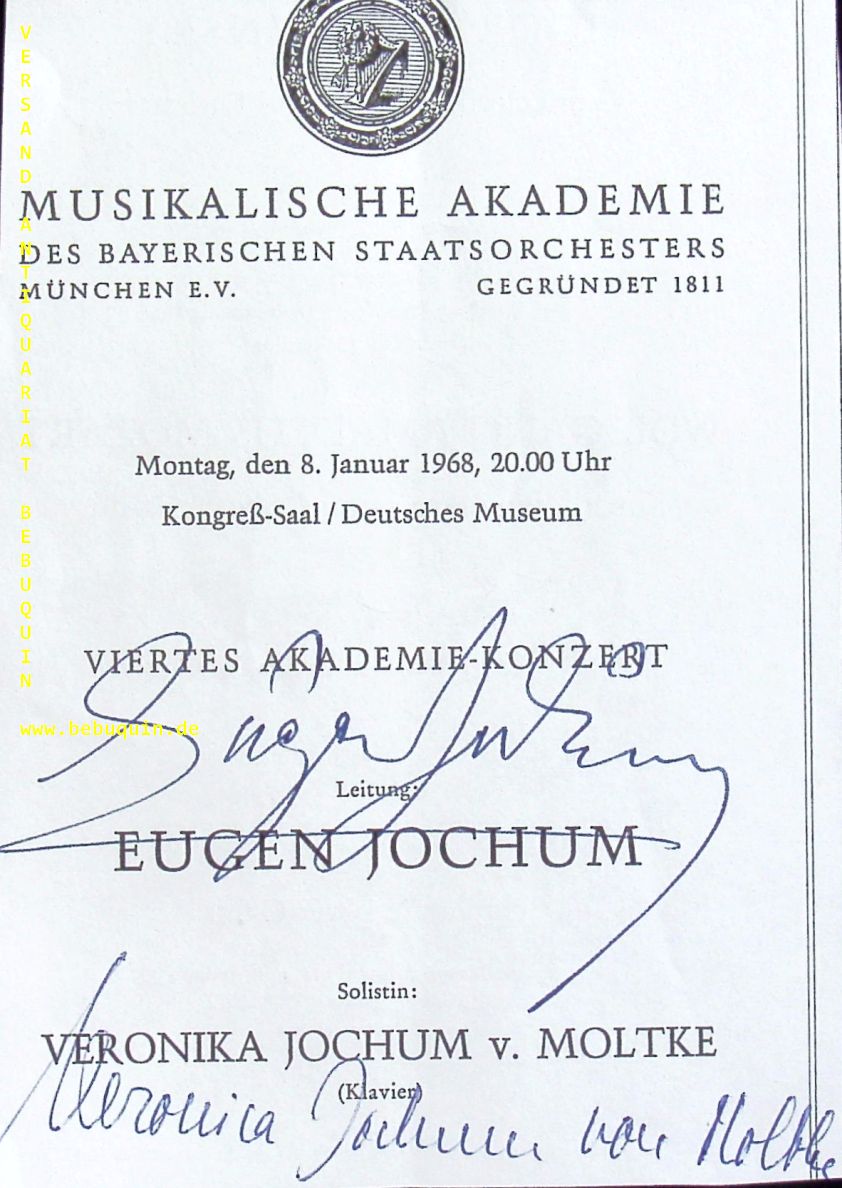 MUSIKALISCHE AKADEMIE
DES BAYERISCHEN STAATSORCHESTERS
MÜNCHEN E.V. GEGRÜNDET 1811
Montag, den 8. Januar 1968, 20.00 Uhr
Kongreß-Saal / Deutsches Museum
VIERTES AKADEMIE-KONZERT
Eugen Jochum
Leitung:
EUGEN JOCHUM
Solistin:
VERONIKA JOCHUM v. MOLTKE
(Klavier)
Veronica Jochum von Moltke
VERSAND ANTIQUARIAT BEBUQUIN
www.bebuquin.de